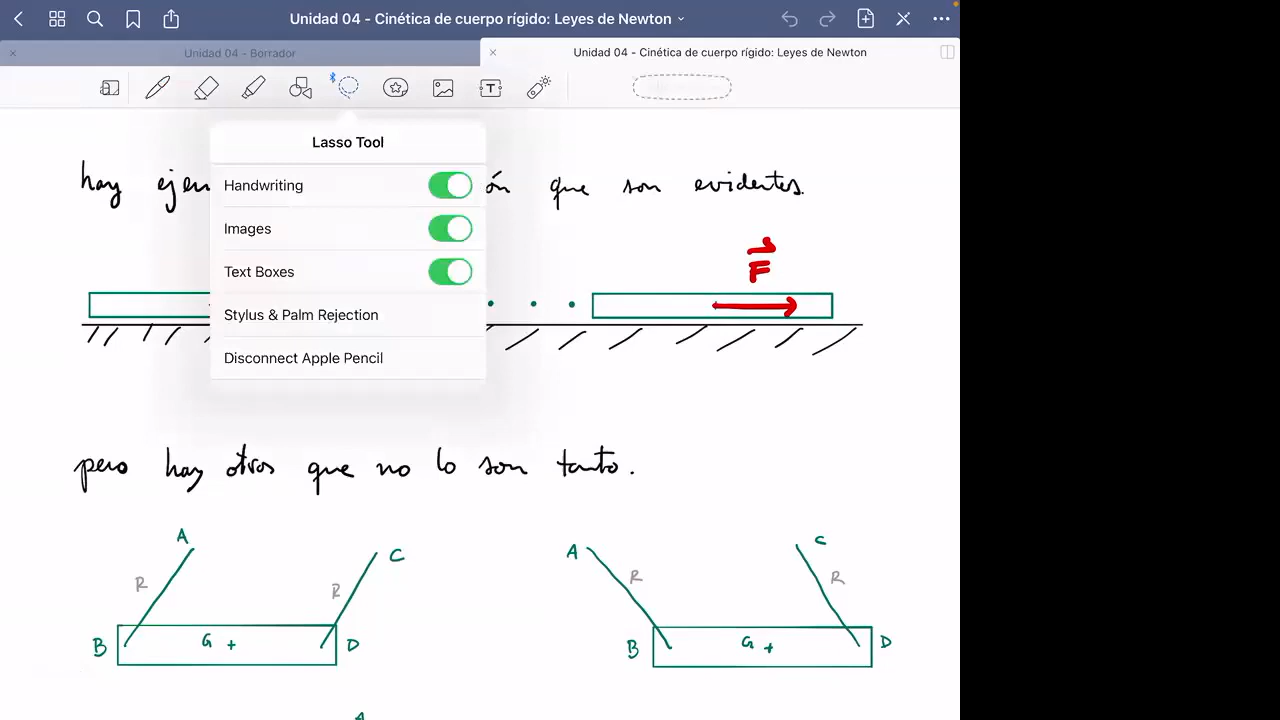 Unidad 04 - Cinética de cuerpo rígido: Leyes de Newton
Unidad 04 - Borrador
Unidad 04 - Cinética de cuerpo rígido: Leyes de Newton
Lasso Tool
Handwriting
Images
Text Boxes
Stylus & Palm Rejection
Disconnect Apple Pencil
hay que son evidentes.
F
pero hay otros que no lo son tanto.
A C A C
R R R R
B G + D B G + D
A